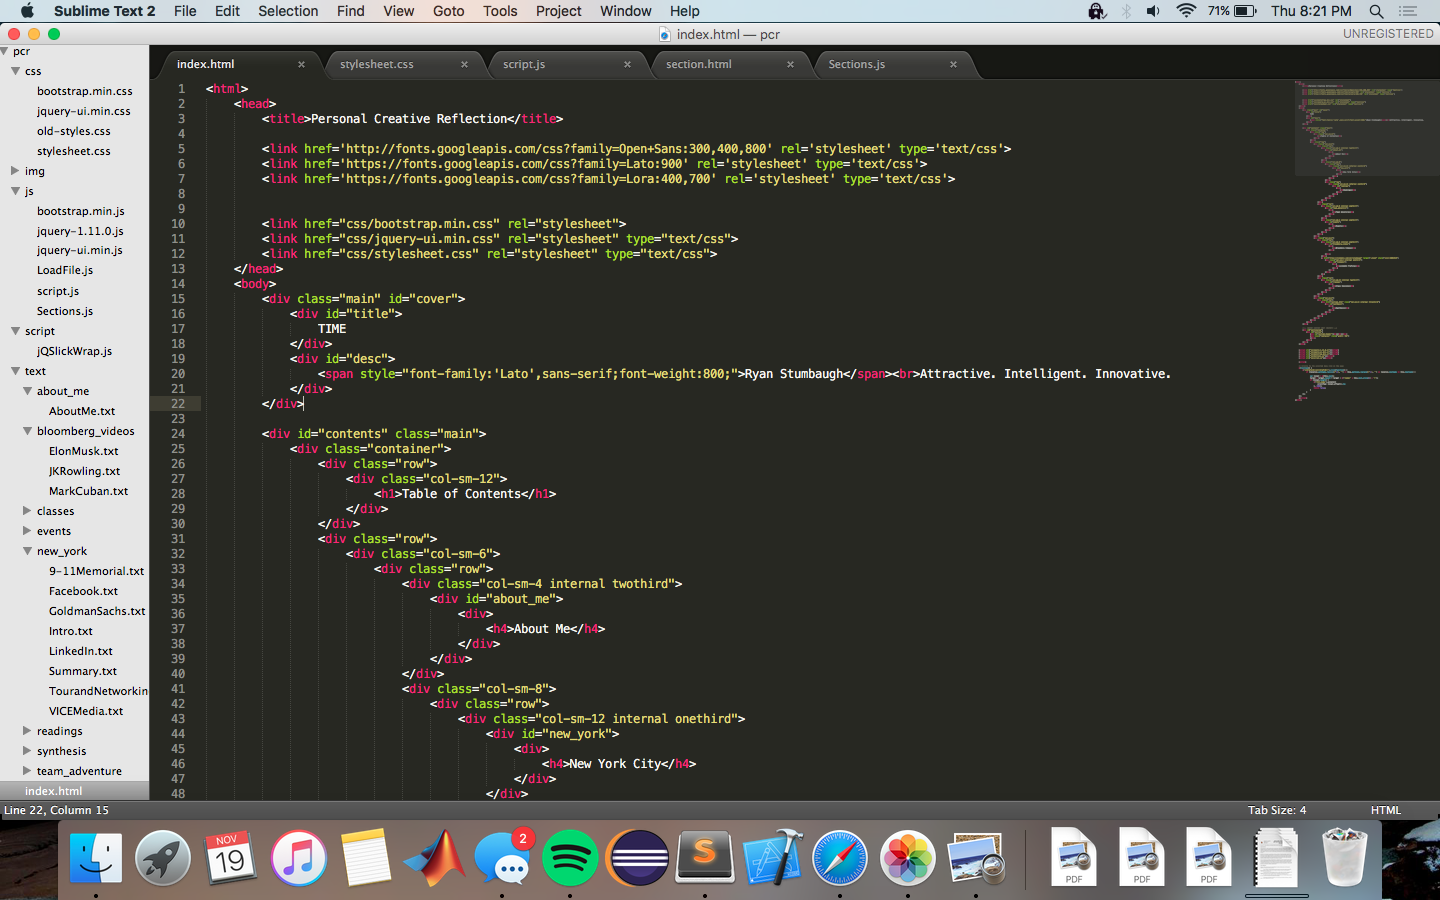 Sublime Text 2 File Edit Selection Find View Goto Tools Project Window Help 71% Thu 8:21 PM
index.html — pcr UNREGISTERED
pcr
css
bootstrap.min.css
jquery-ui.min.css
old-styles.css
stylesheet.css
img
js
bootstrap.min.js
jquery-1.11.0.js
jquery-ui.min.js
LoadFile.js
script.js
Sections.js
script
jQSlickWrap.js
text
about_me
AboutMe.txt
bloomberg_videos
ElonMusk.txt
JKRowling.txt
MarkCuban.txt
classes
events
new_york
9-11Memorial.txt
Facebook.txt
GoldmanSachs.txt
Intro.txt
LinkedIn.txt
Summary.txt
TourandNetworkin
VICEMedia.txt
readings
synthesis
team_adventure
index.html
index.html × stylesheet.css × script.js × section.html × Sections.js ×
1 <html>
2 <head>
3 <title>Personal Creative Reflection</title>
4
5 <link href='http://fonts.googleapis.com/css?family=Open+Sans:300,400,800' rel='stylesheet' type='text/css'>
6 <link href='https://fonts.googleapis.com/css?family=Lato:900' rel='stylesheet' type='text/css'>
7 <link href='https://fonts.googleapis.com/css?family=Lora:400,700' rel='stylesheet' type='text/css'>
8
9
10 <link href="css/bootstrap.min.css" rel="stylesheet">
11 <link href="css/jquery-ui.min.css" rel="stylesheet" type="text/css">
12 <link href="css/stylesheet.css" rel="stylesheet" type="text/css">
13 </head>
14 <body>
15 <div class="main" id="cover">
16 <div id="title">
17 TIME
18 </div>
19 <div id="desc">
20 <span style="font-family:'Lato',sans-serif;font-weight:800;">Ryan Stumbaugh</span><br>Attractive. Intelligent. Innovative.
21 </div>
22 </div>
23
24 <div id="contents" class="main">
25 <div class="container">
26 <div class="row">
27 <div class="col-sm-12">
28 <h1>Table of Contents</h1>
29 </div>
30 </div>
31 <div class="row">
32 <div class="col-sm-6">
33 <div class="row">
34 <div class="col-sm-4 internal twothird">
35 <div id="about_me">
36 <div>
37 <h4>About Me</h4>
38 </div>
39 </div>
40 </div>
41 <div class="col-sm-8">
42 <div class="row">
43 <div class="col-sm-12 internal onethird">
44 <div id="new_york">
45 <div>
46 <h4>New York City</h4>
47 </div>
48 </div>
Line 22, Column 15 Tab Size: 4 HTML
NOV
19
2
S
PDF
PDF
PDF